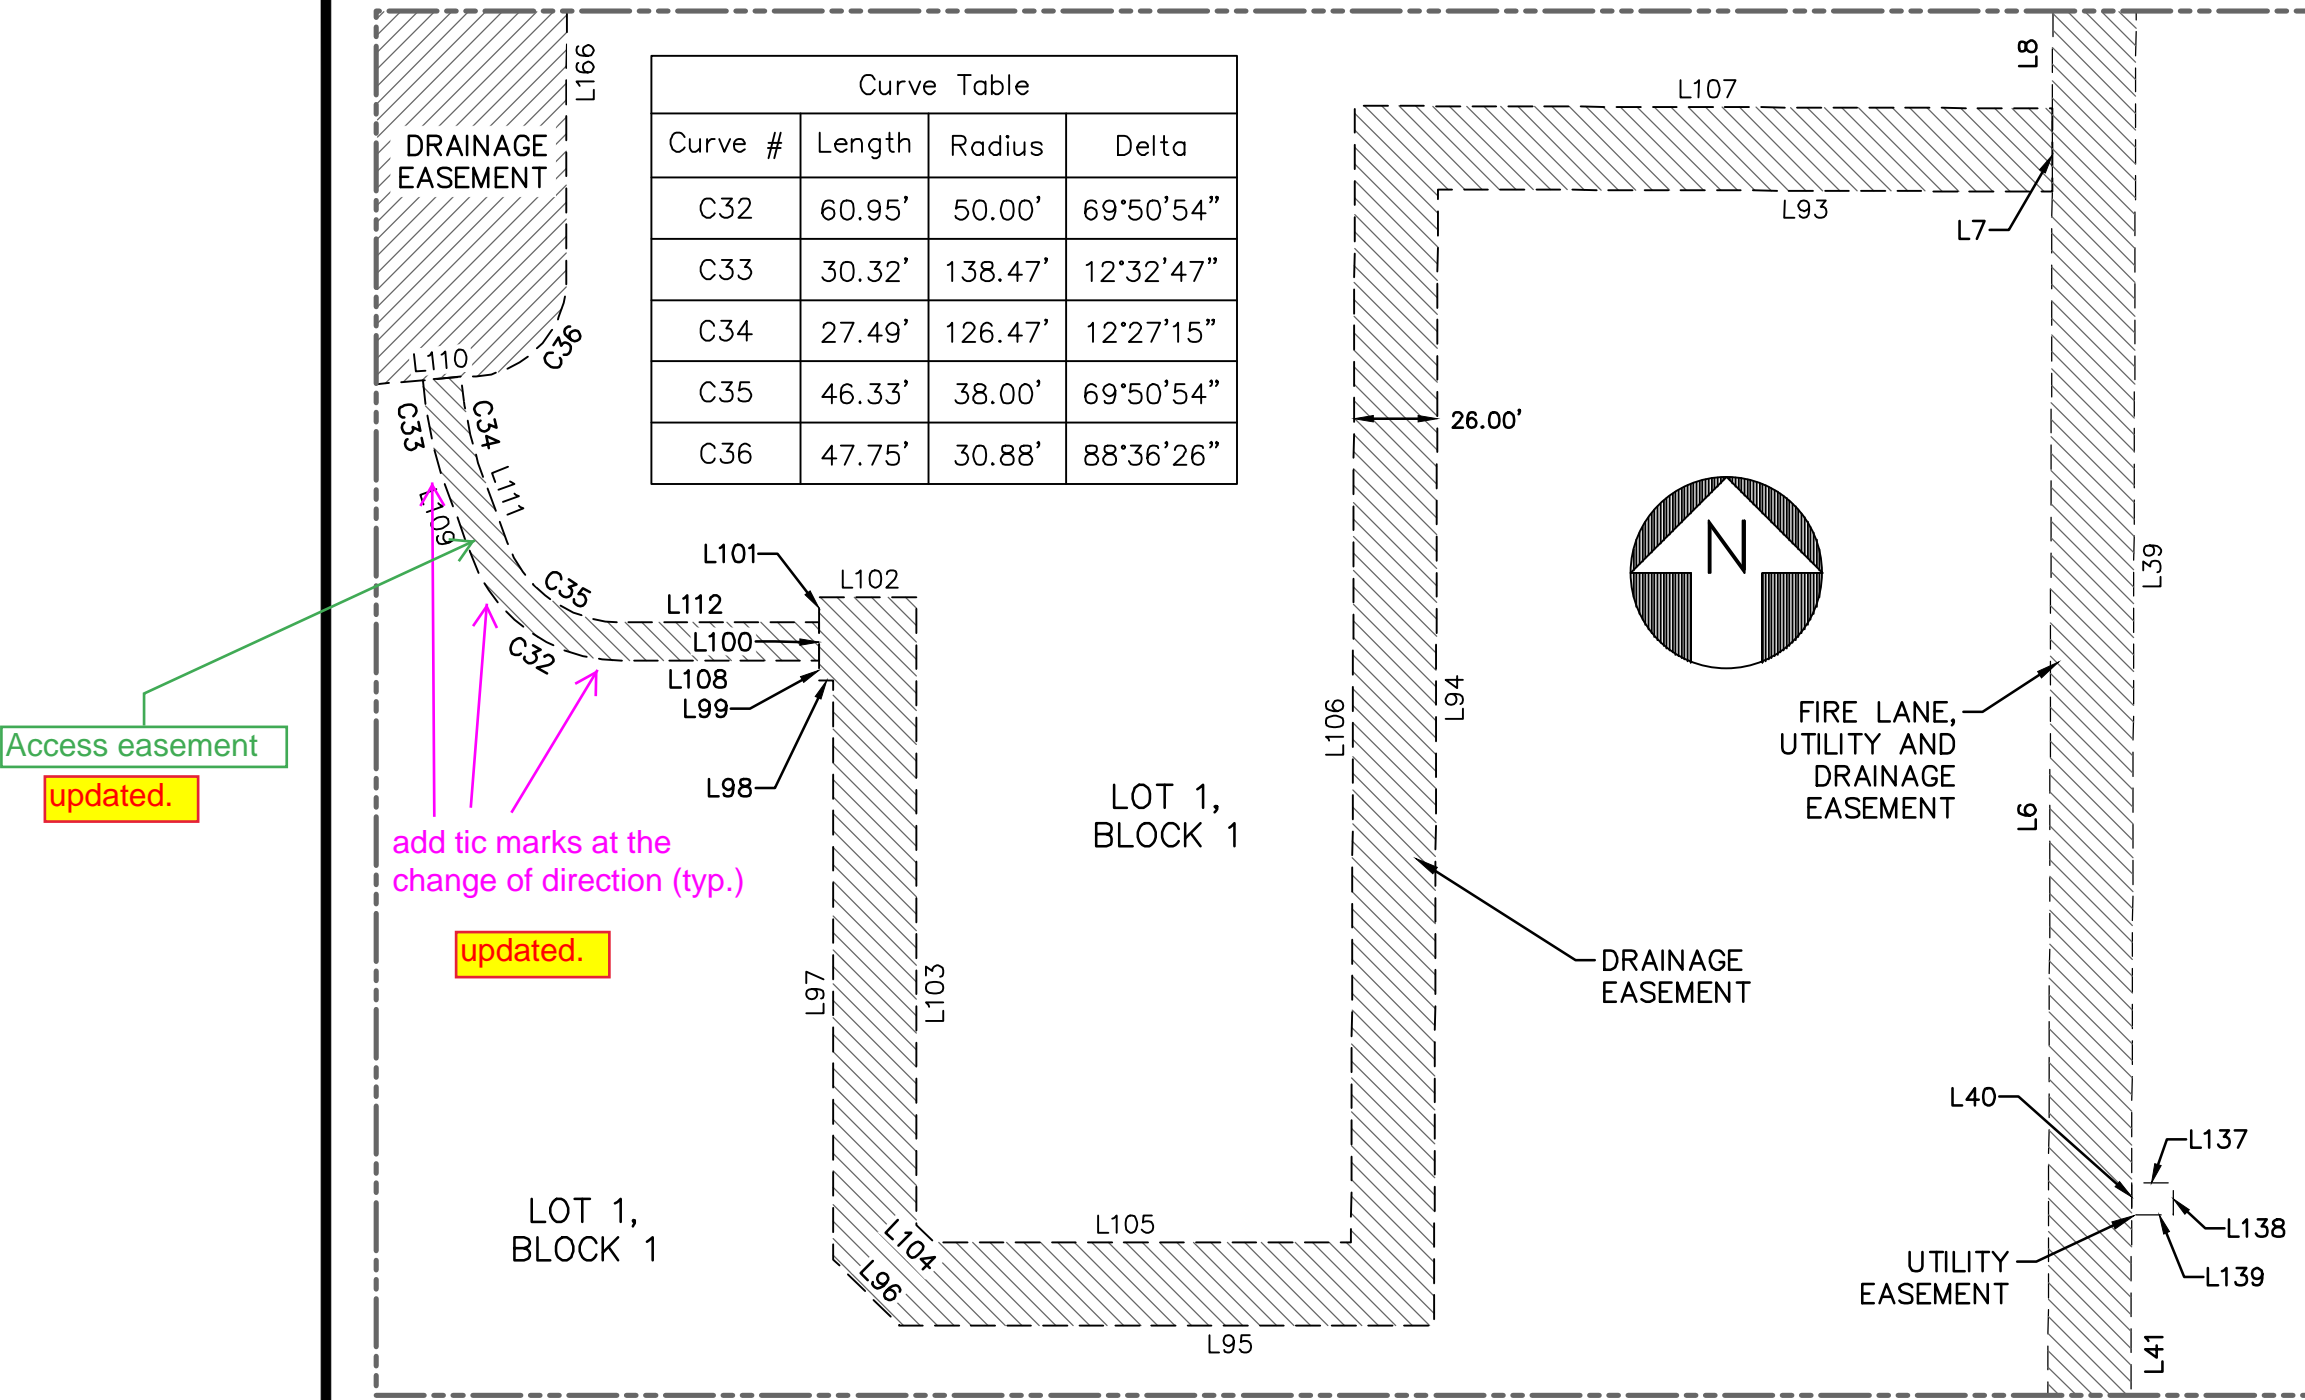 L166
L8
L107
Curve Table
Curve # Length Radius Delta
C32 60.95' 50.00' 69°50'54"
C33 30.32' 138.47' 12°32'47"
C34 27.49' 126.47' 12°27'15"
C35 46.33' 38.00' 69°50'54"
C36 47.75' 30.88' 88°36'26"
DRAINAGE
EASEMENT
L93
L7
C36
L110
C33
C34
26.00'
L111
L109
N
L101
L102
L39
C35
L112
L100
C32
L108
L99
L106
L94
FIRE LANE,
UTILITY AND
DRAINAGE
EASEMENT
Access easement
updated.
L98
LOT 1,
BLOCK 1
L6
add tic marks at the
change of direction (typ.)
updated.
L97
L103
DRAINAGE
EASEMENT
L40
L137
LOT 1,
BLOCK 1
L105
L104
L138
L96
UTILITY
EASEMENT
L139
L95
L41